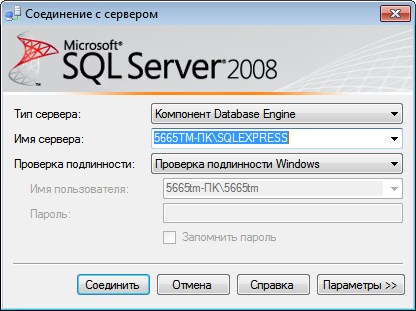 Соединение с сервером
Microsoft®
SQL Server® 2008
Тип сервера: Компонент Database Engine
Имя сервера: 5665TM-ПК\SQLEXPRESS
Проверка подлинности: Проверка подлинности Windows
Имя пользователя: 5665tm-ПК\5665tm
Пароль:
Запомнить пароль
Соединить Отмена Справка Параметры >>